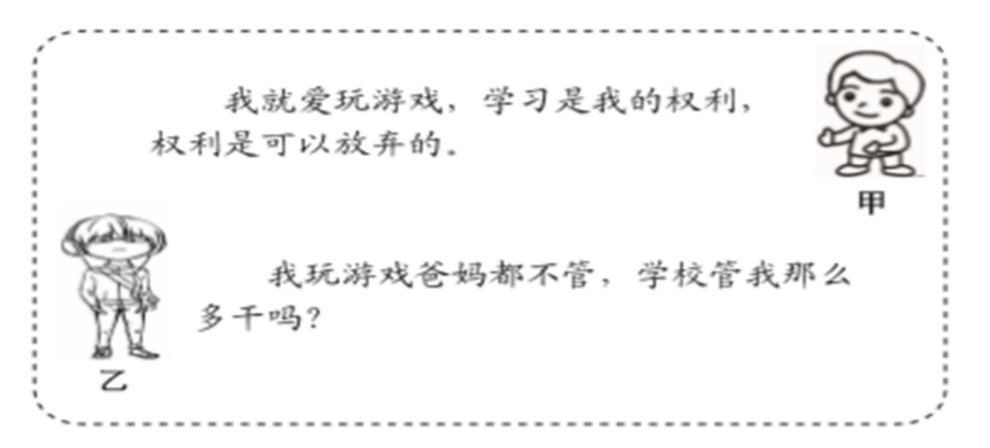 我就爱玩游戏，学习是我的权利，
权利是可以放弃的。
甲
我玩游戏爸妈都不管，学校管我那么
多干吗？
乙